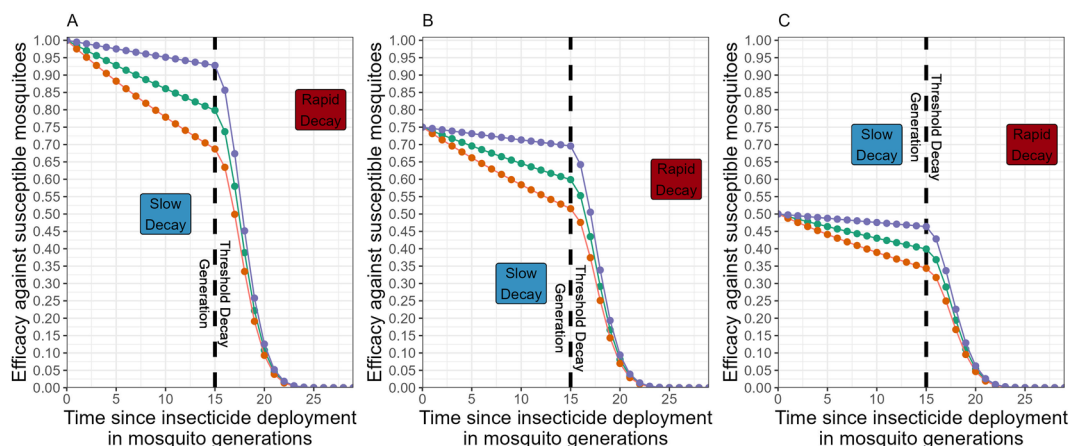 A
Efficacy against susceptible mosquitoes
1.00
0.95
0.90
0.85
0.80
0.75
0.70
0.65
0.60
0.55
0.50
0.45
0.40
0.35
0.30
0.25
0.20
0.15
0.10
0.05
0.00
Rapid
Decay
Slow
Decay
Threshold Decay
Generation
0 5 10 15 20 25
Time since insecticide deployment
in mosquito generations
B
Efficacy against susceptible mosquitoes
1.00
0.95
0.90
0.85
0.80
0.75
0.70
0.65
0.60
0.55
0.50
0.45
0.40
0.35
0.30
0.25
0.20
0.15
0.10
0.05
0.00
Rapid
Decay
Slow
Decay
Threshold Decay
Generation
0 5 10 15 20 25
Time since insecticide deployment
in mosquito generations
C
Efficacy against susceptible mosquitoes
1.00
0.95
0.90
0.85
0.80
0.75
0.70
0.65
0.60
0.55
0.50
0.45
0.40
0.35
0.30
0.25
0.20
0.15
0.10
0.05
0.00
Threshold Decay
Generation
Slow
Decay
Rapid
Decay
0 5 10 15 20 25
Time since insecticide deployment
in mosquito generations